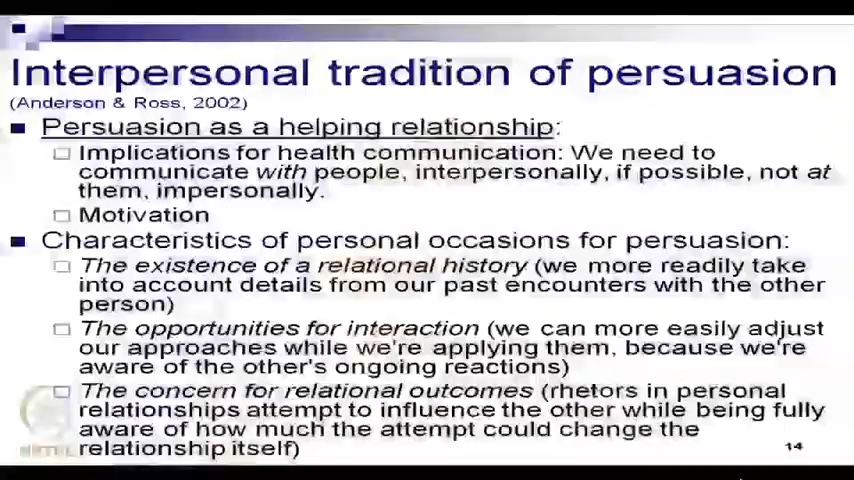 Interpersonal tradition of persuasion
(Anderson & Ross, 2002)
Persuasion as a helping relationship:
Implications for health communication: We need to
communicate with people, interpersonally, if possible, not at
them, impersonally.
Motivation
Characteristics of personal occasions for persuasion:
The existence of a relational history (we more readily take
into account details from our past encounters with the other
person)
The opportunities for interaction (we can more easily adjust
our approaches while we're applying them, because we're
aware of the other's ongoing reactions)
The concern for relational outcomes (rhetors in personal
relationships attempt to influence the other while being fully
aware of how much the attempt could change the
relationship itself)
NPTEL
14